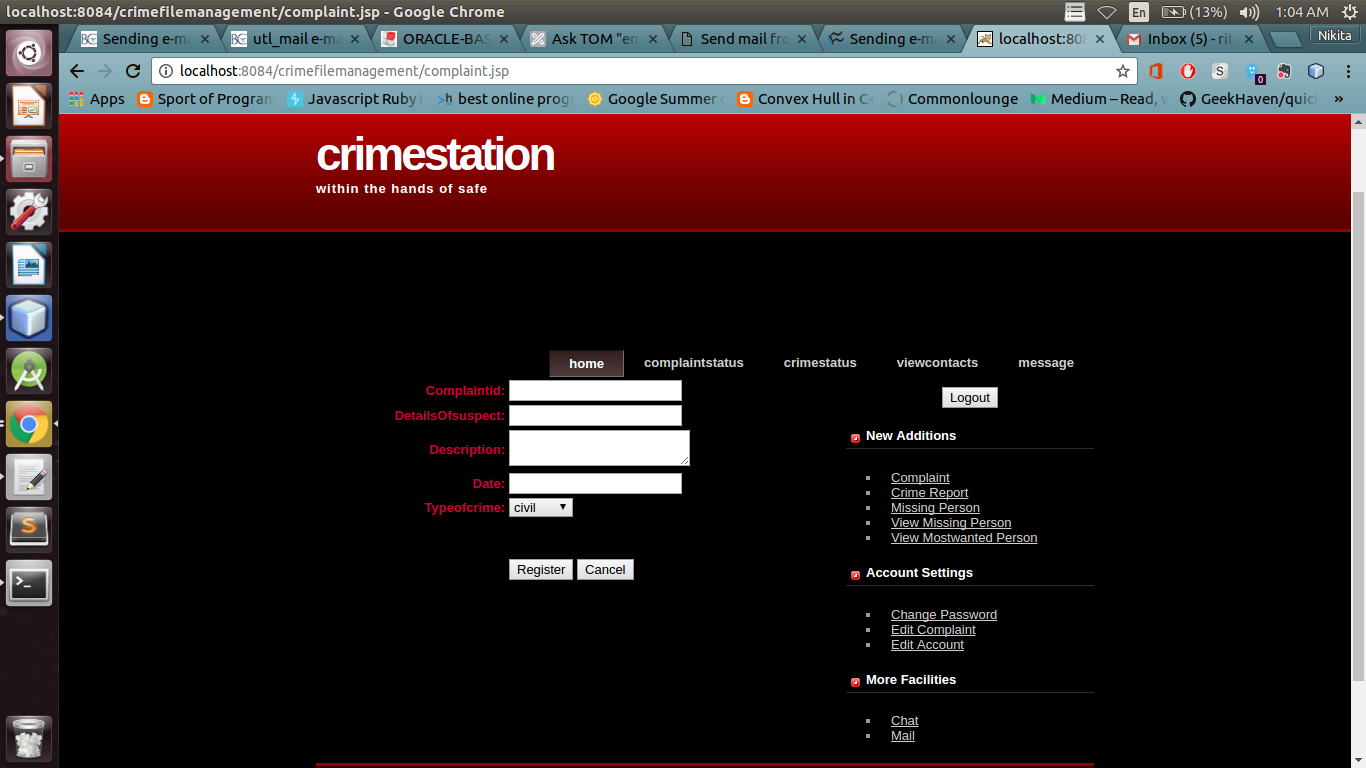 localhost:8084/crimefilemanagement/complaint.jsp - Google Chrome
En (13%) 1:04 AM
Sending e-ma utl_mail e-ma ORACLE-BAS Ask TOM "em Send mail fro Sending e-ma localhost:808 Inbox (5) - rit Nikita
localhost:8084/crimefilemanagement/complaint.jsp
S 0
Apps Sport of Program Javascript Ruby best online prog Google Summer Convex Hull in C+ Commonlounge Medium – Read, GeekHaven/quic »
crimestation
within the hands of safe
home complaintstatus crimestatus viewcontacts message
Complaintid:
DetailsOfsuspect:
Description:
Date:
Typeofcrime: civil
Register Cancel
Logout
New Additions
Complaint
Crime Report
Missing Person
View Missing Person
View Mostwanted Person
Account Settings
Change Password
Edit Complaint
Edit Account
More Facilities
Chat
Mail